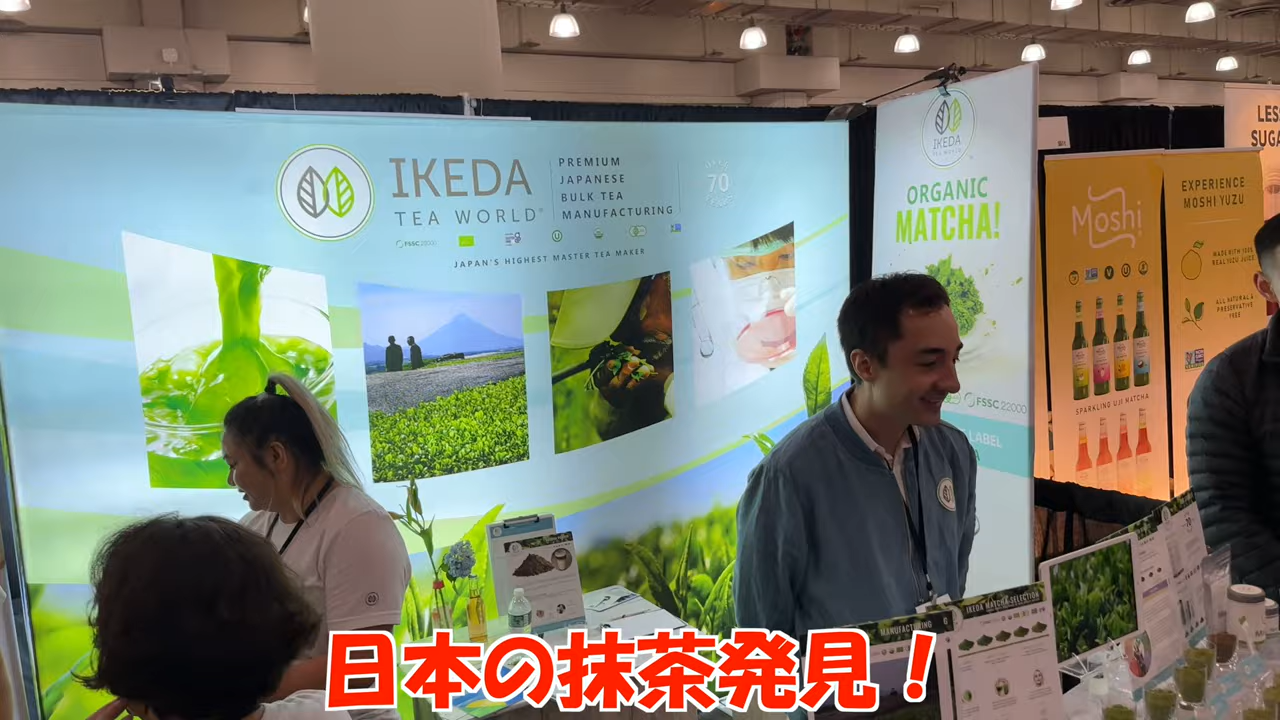 IKEDA
TEA WORLD
PREMIUM
JAPANESE
BULK TEA
MANUFACTURING
70
FSSC 22000
JAPAN'S HIGHEST MASTER TEA MAKER
IKEDA
TEA WORLD
ORGANIC
MATCHA!
FSSC 22000
LABEL
Moshi
SPARKLING UJI MATCHA
EXPERIENCE
MOSHI YUZU
MADE WITH 100%
REAL YUZU JUICE
ALL NATURAL &
PRESERVATIVE
FREE
LESS
SUGA
MANUFACTURING
IKEDA MATCHA SELECTION
日本の抹茶発見！